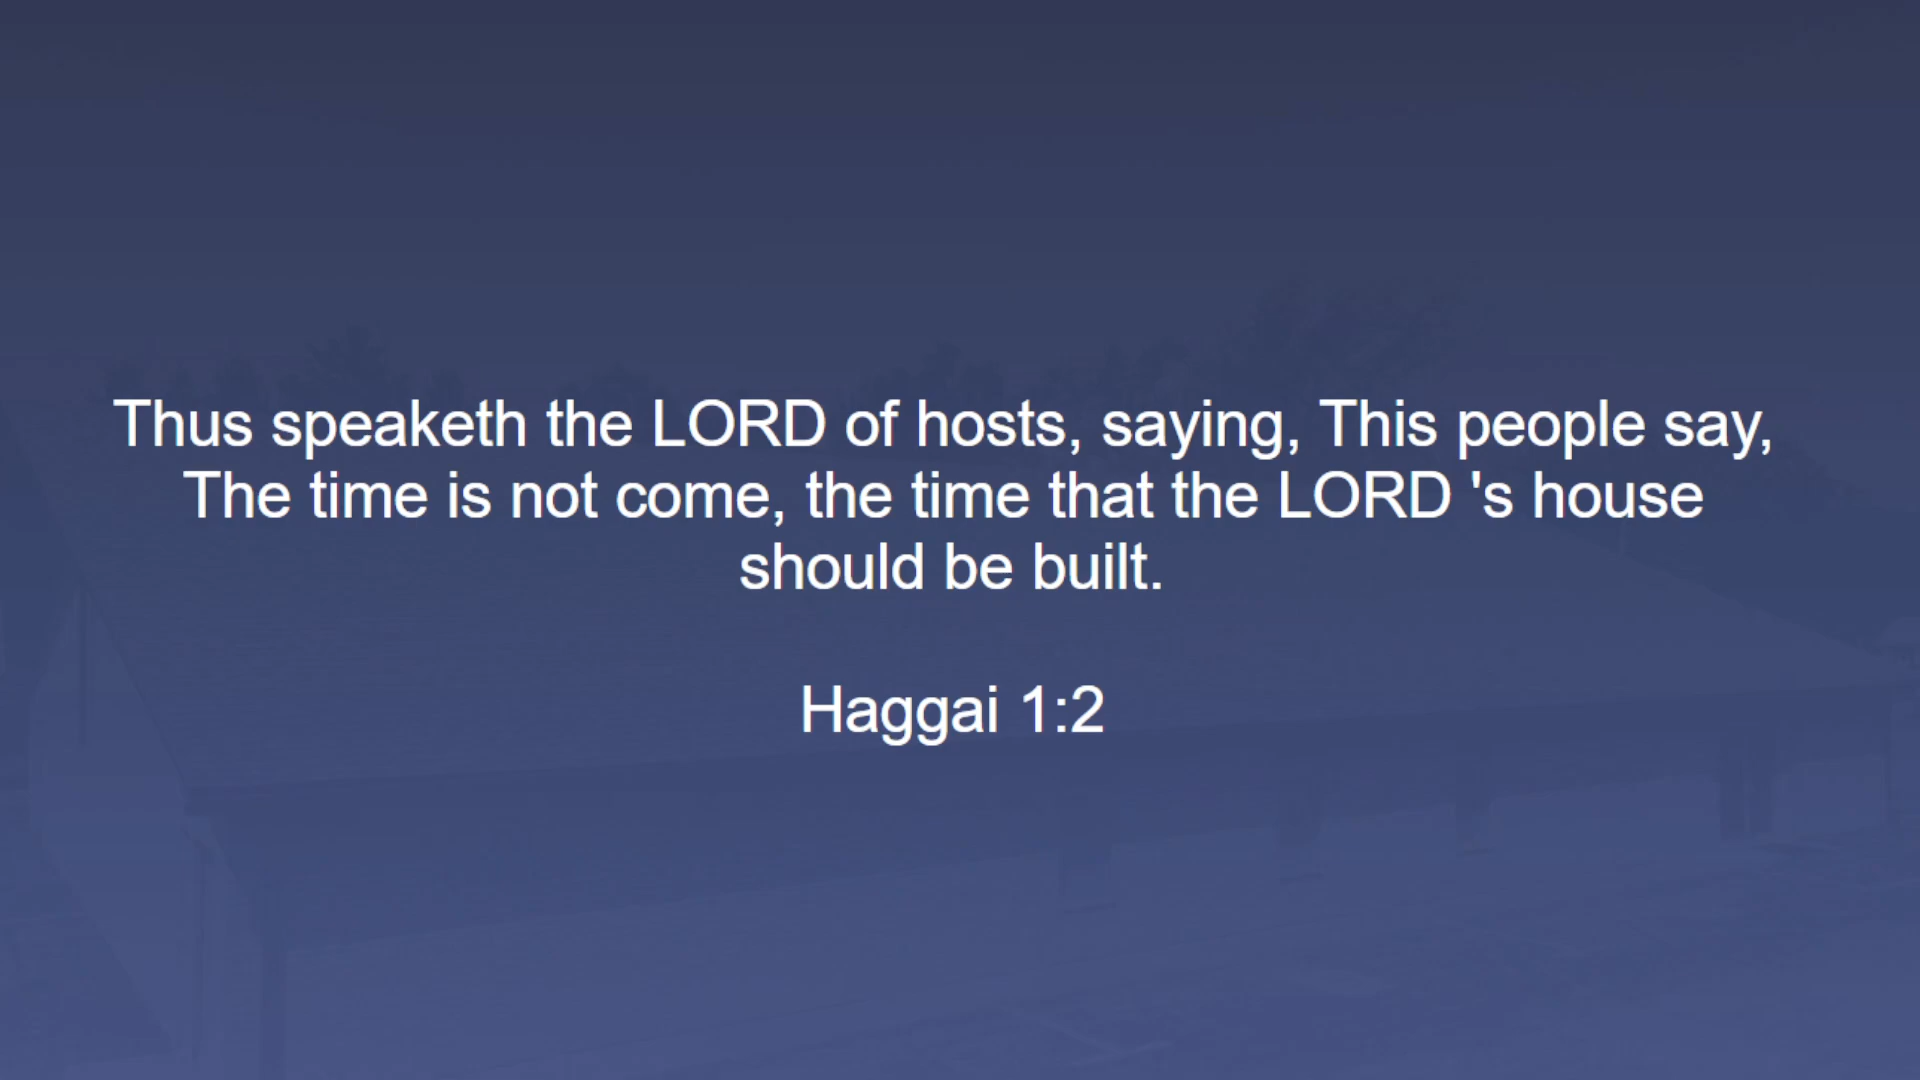 Thus speaketh the LORD of hosts, saying, This people say,
The time is not come, the time that the LORD 's house
should be built.
Haggai 1:2